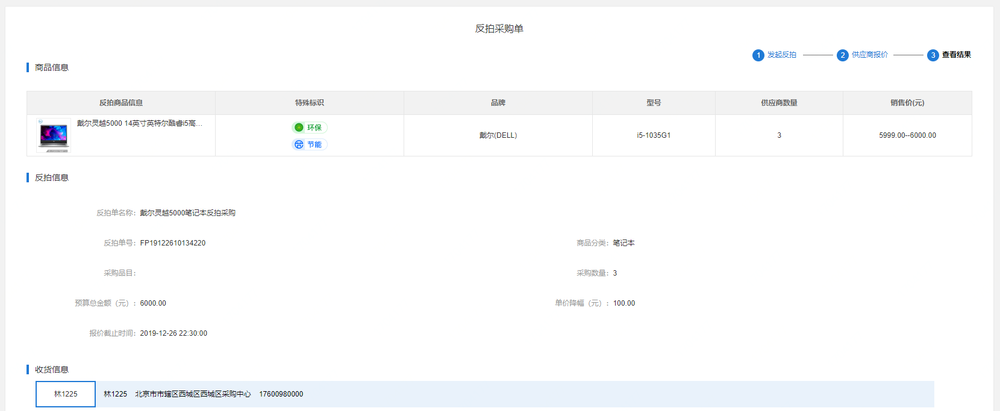 反拍采购单
1 发起反拍 2 供应商报价 3 查看结果
商品信息
反拍商品信息 特殊标识 品牌 型号 供应商数量 销售价(元)
戴尔灵越5000 14英寸英特尔酷睿i5高... 环保 戴尔(DELL) i5-1035G1 3 5999.00--6000.00
节能
反拍信息
反拍单名称： 戴尔灵越5000笔记本反拍采购
反拍单号： FP19122610134220 商品分类： 笔记本
采购品目： 采购数量： 3
预算总金额（元）： 6000.00 单价降幅（元）： 100.00
报价截止时间： 2019-12-26 22:30:00
收货信息
林1225 林1225 北京市市辖区西城区西城区采购中心 17600980000